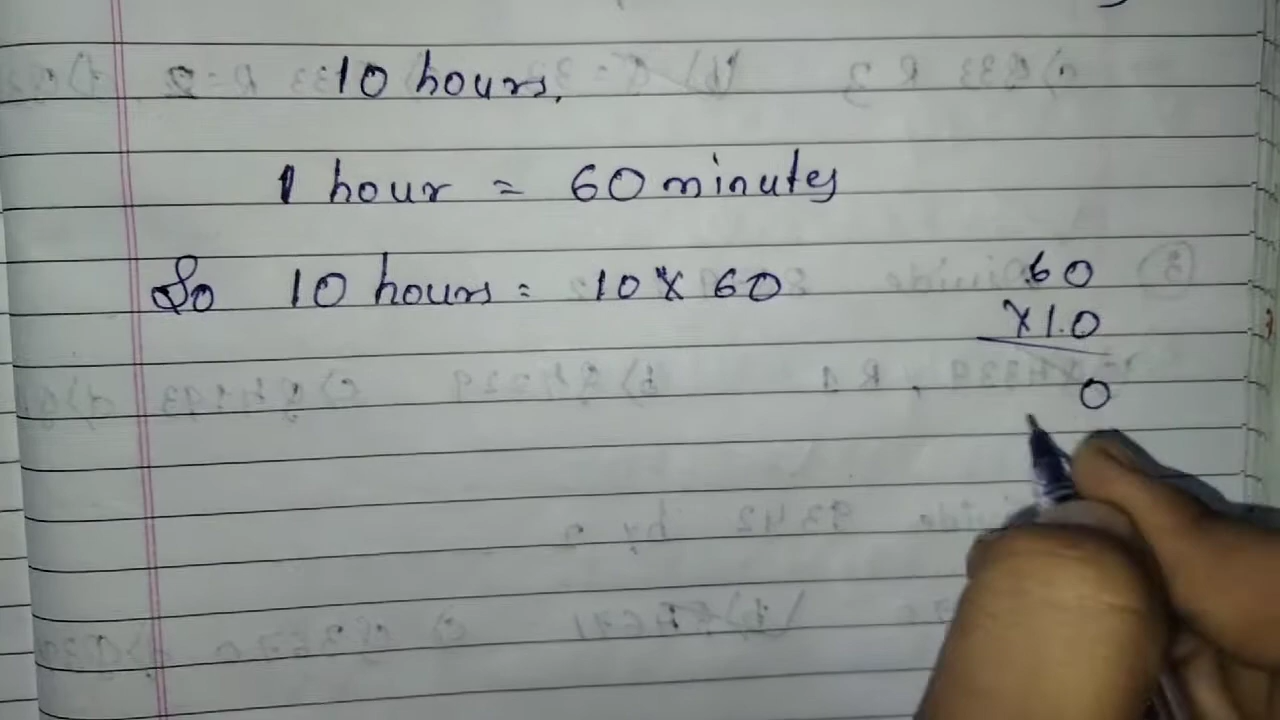 10 hours.
1 hour = 60 minutes
So 10 hours = 10 x 60
60
x10
0